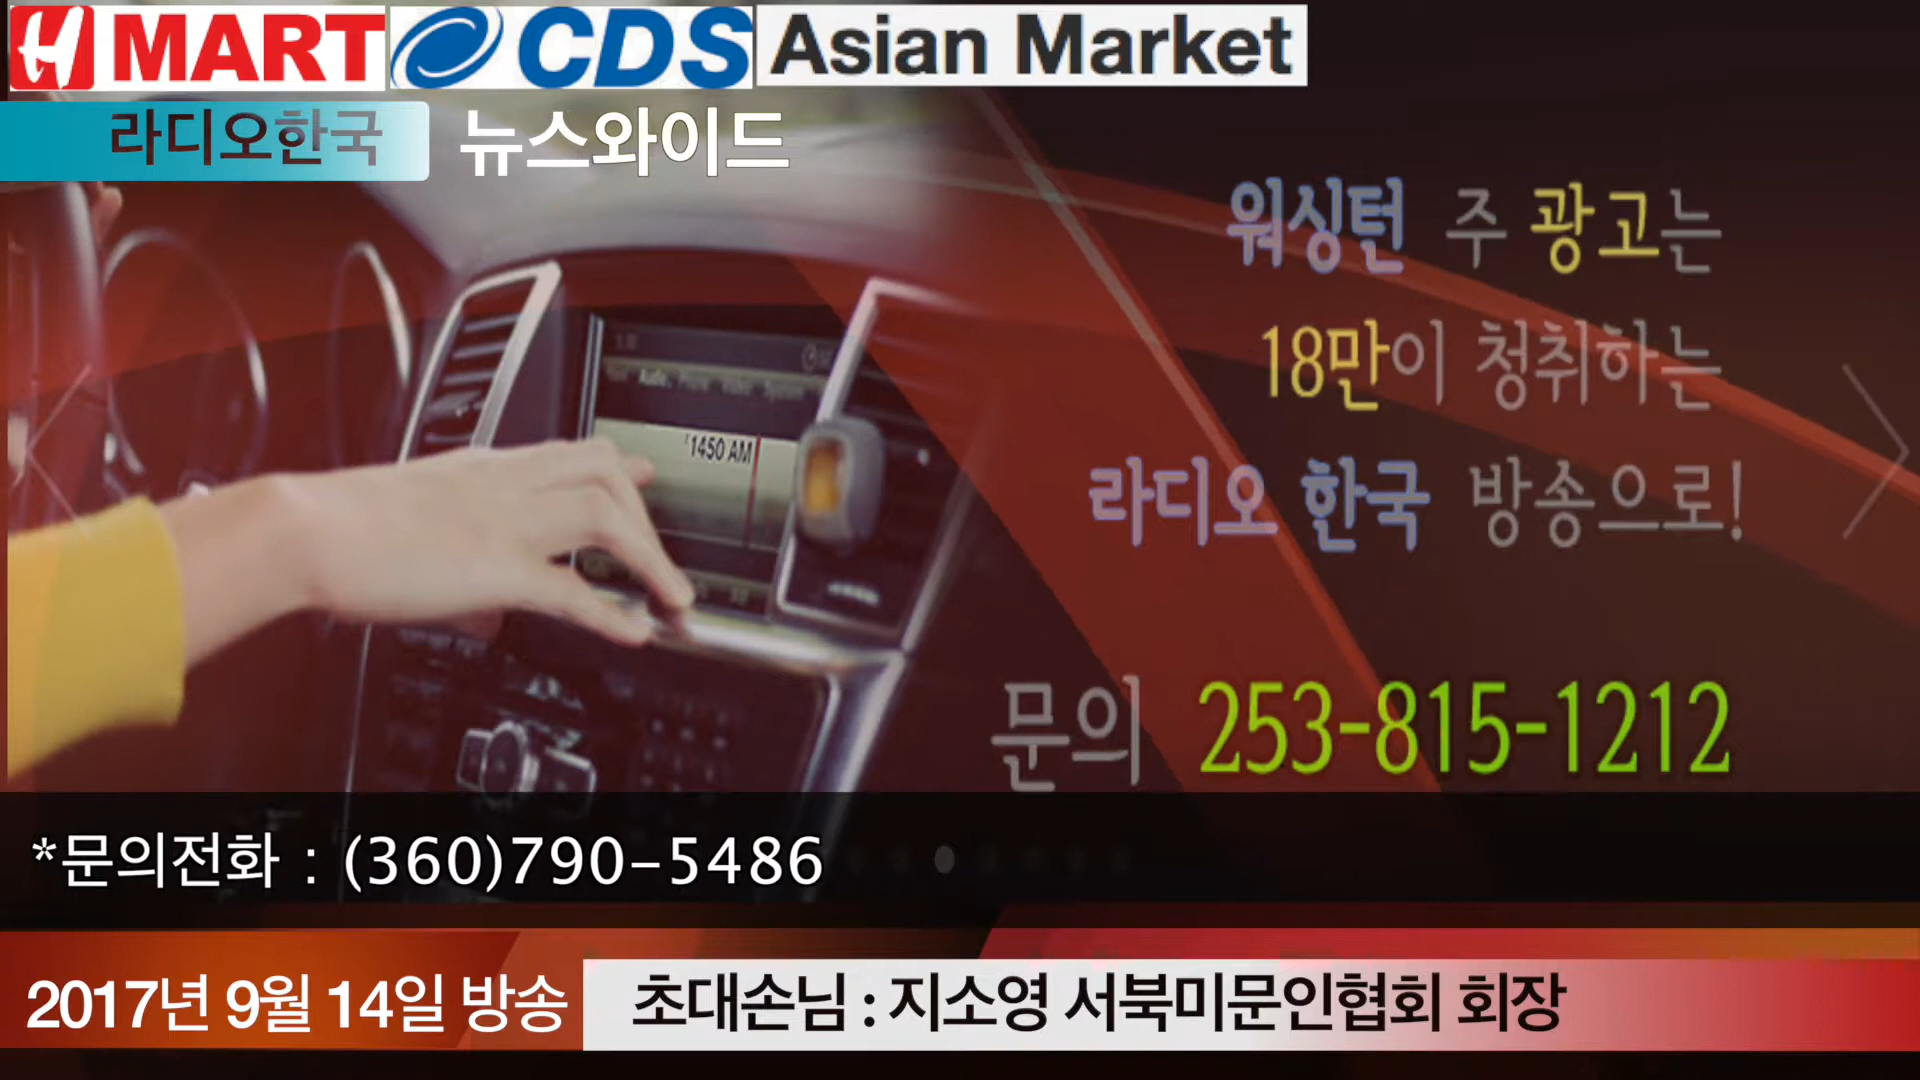 H MART CDS Asian Market
라디오한국 뉴스와이드
워싱턴 주 광고는
18만이 청취하는
라디오 한국 방송으로!
Audio
1450 AM
문의 253-815-1212
*문의전화 : (360)790-5486
2017년 9월 14일 방송
초대손님 : 지소영 서북미문인협회 회장